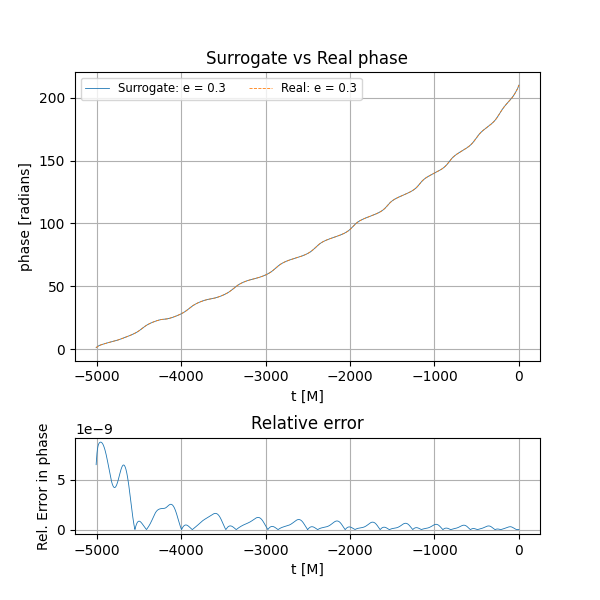 Surrogate vs Real phase
Surrogate: e = 0.3 Real: e = 0.3
phase [radians]
200
150
100
50
0
−5000 −4000 −3000 −2000 −1000 0
t [M]
Relative error
1e−9
Rel. Error in phase
5
0
−5000 −4000 −3000 −2000 −1000 0
t [M]